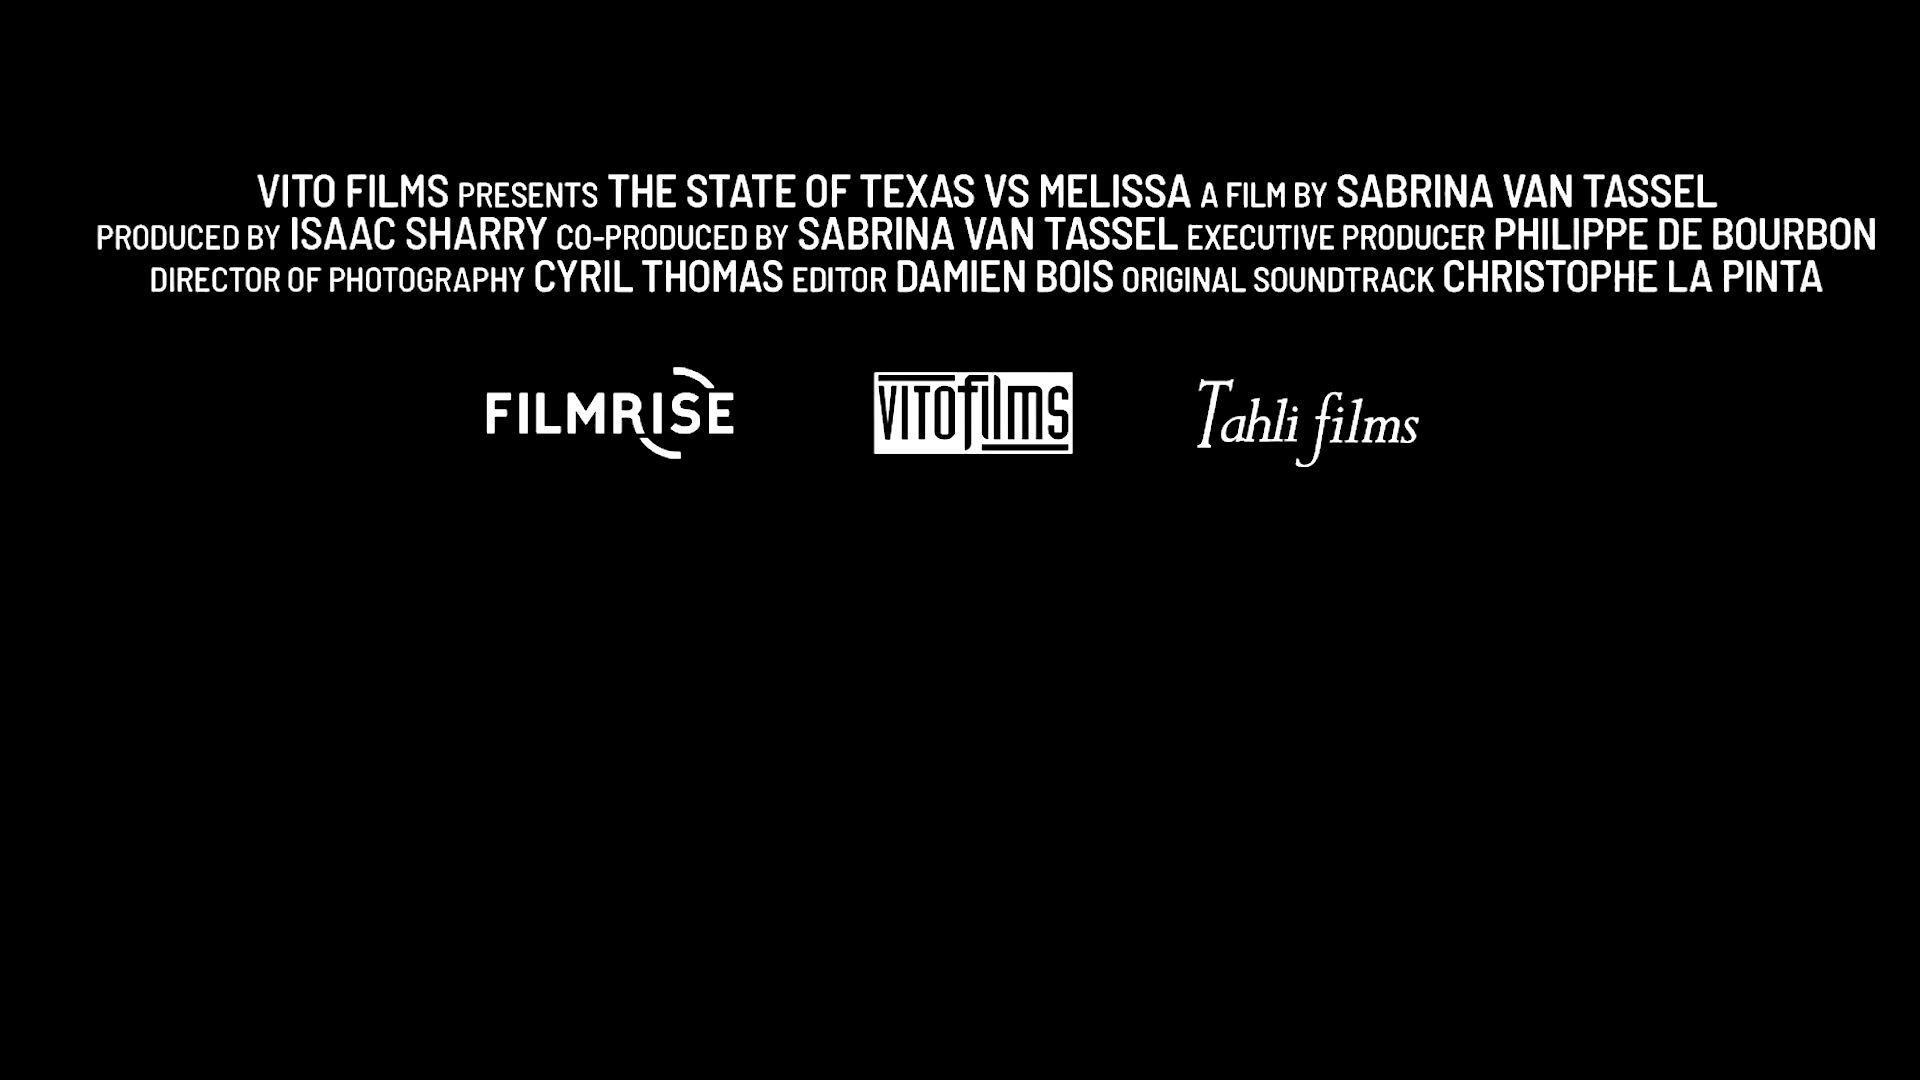 VITO FILMS PRESENTS THE STATE OF TEXAS VS MELISSA A FILM BY SABRINA VAN TASSEL
PRODUCED BY ISAAC SHARRY CO-PRODUCED BY SABRINA VAN TASSEL EXECUTIVE PRODUCER PHILIPPE DE BOURBON
DIRECTOR OF PHOTOGRAPHY CYRIL THOMAS EDITOR DAMIEN BOIS ORIGINAL SOUNDTRACK CHRISTOPHE LA PINTA
FILMRISE VITOfilms Tahli films